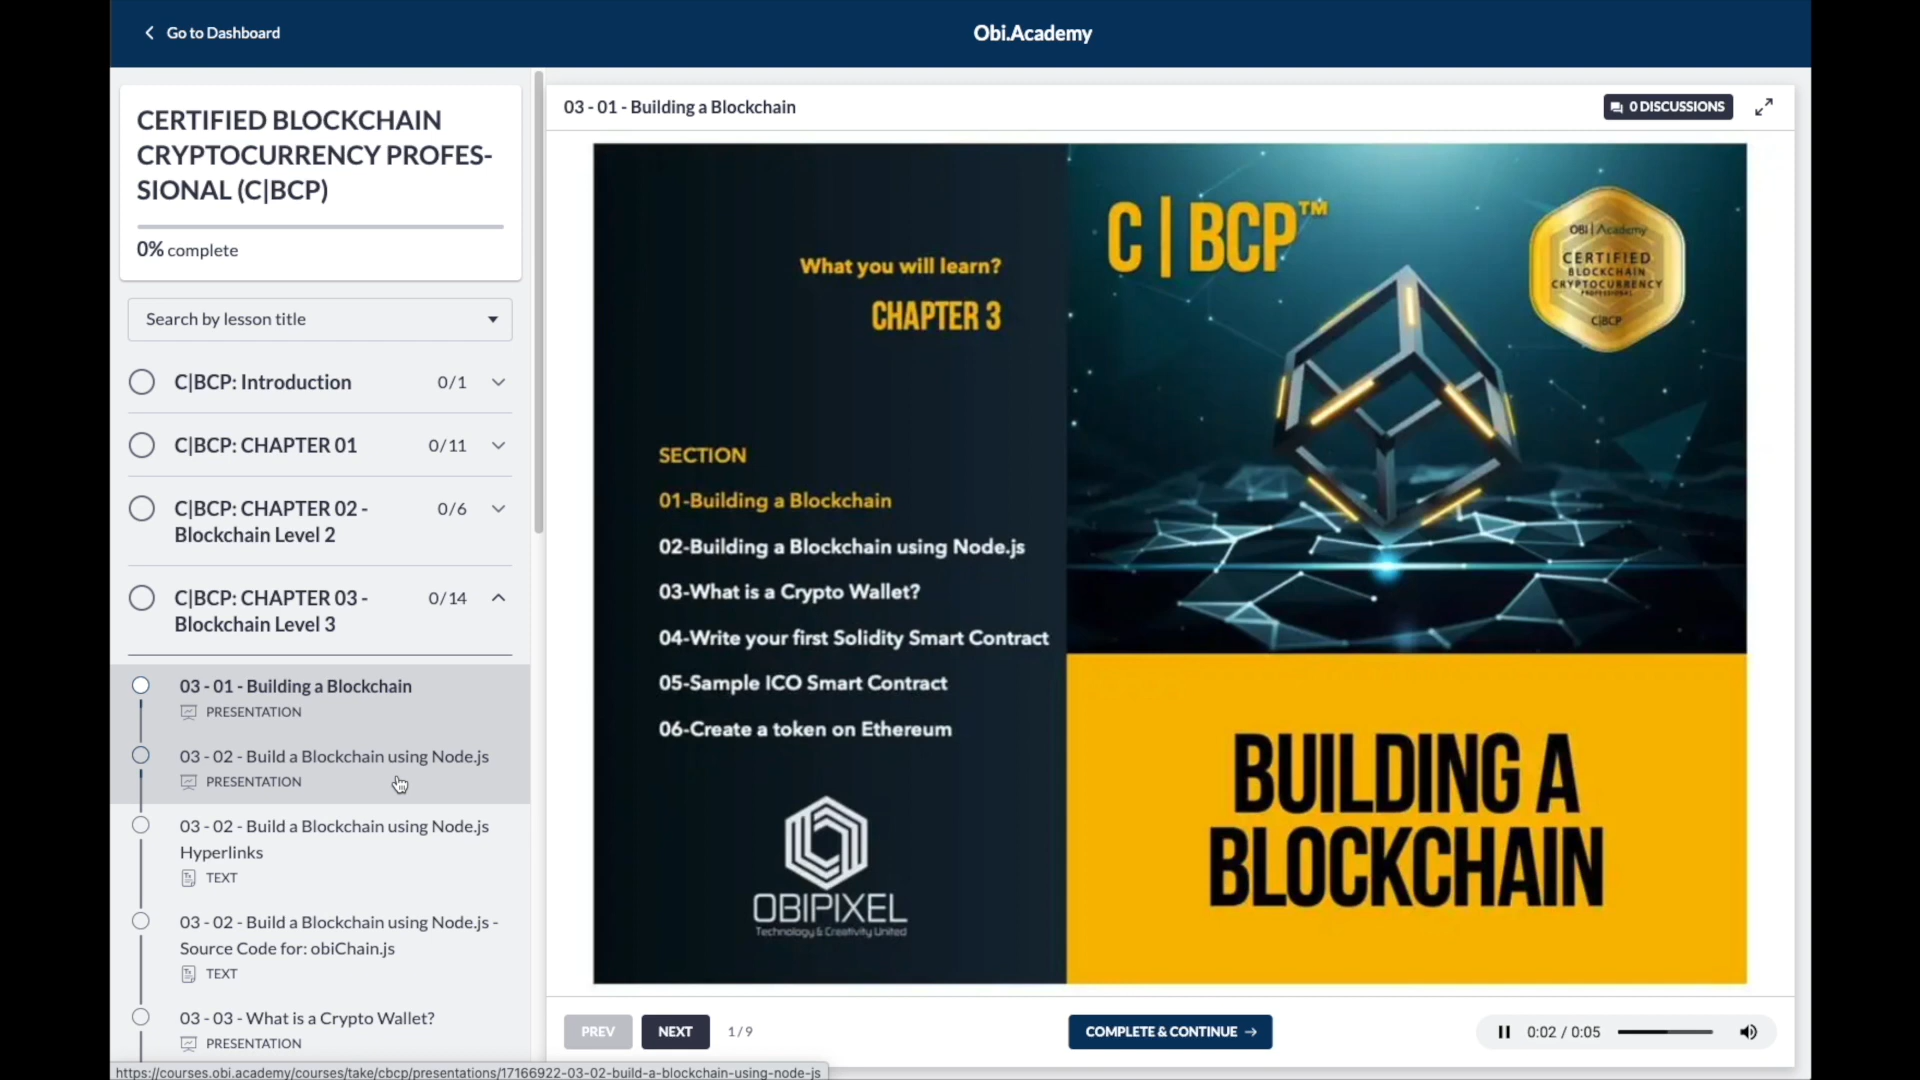 Go to Dashboard
Obi.Academy
CERTIFIED BLOCKCHAIN
CRYPTOCURRENCY PROFES-
SIONAL (C|BCP)
0% complete
Search by lesson title
C|BCP: Introduction 0/1
C|BCP: CHAPTER 01 0/11
C|BCP: CHAPTER 02 - 0/6
Blockchain Level 2
C|BCP: CHAPTER 03 - 0/14
Blockchain Level 3
03 - 01 - Building a Blockchain
PRESENTATION
03 - 02 - Build a Blockchain using Node.js
PRESENTATION
03 - 02 - Build a Blockchain using Node.js
Hyperlinks
TEXT
03 - 02 - Build a Blockchain using Node.js -
Source Code for: obiChain.js
TEXT
03 - 03 - What is a Crypto Wallet?
PRESENTATION
https://courses.obi.academy/courses/take/cbcp/presentations/17166922-03-02-build-a-blockchain-using-node-js
03 - 01 - Building a Blockchain
0 DISCUSSIONS
What you will learn?
CHAPTER 3
SECTION
01-Building a Blockchain
02-Building a Blockchain using Node.js
03-What is a Crypto Wallet?
04-Write your first Solidity Smart Contract
05-Sample ICO Smart Contract
06-Create a token on Ethereum
OBIPIXEL
Technology & Creativity United
C | BCP™
OBI | Academy
CERTIFIED
BLOCKCHAIN
CRYPTOCURRENCY
PROFESSIONAL
C|BCP
BUILDING A
BLOCKCHAIN
PREV NEXT 1 / 9
COMPLETE & CONTINUE →
0:02 / 0:05